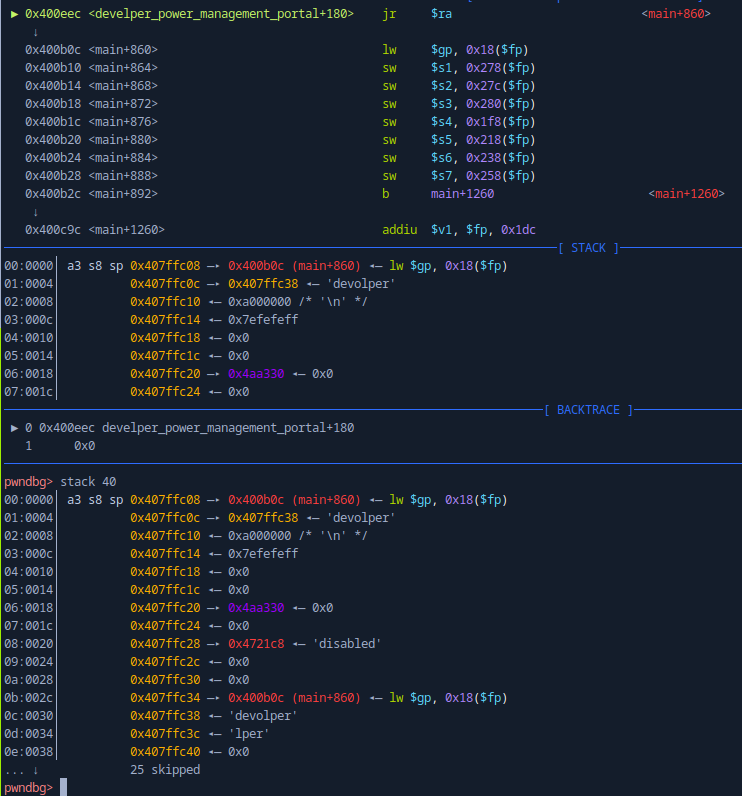 ► 0x400eec <develper_power_management_portal+180>    jr     $ra                           <main+860>
↓
0x400b0c <main+860>                                lw     $gp, 0x18($fp)
0x400b10 <main+864>                                sw     $s1, 0x278($fp)
0x400b14 <main+868>                                sw     $s2, 0x27c($fp)
0x400b18 <main+872>                                sw     $s3, 0x280($fp)
0x400b1c <main+876>                                sw     $s4, 0x1f8($fp)
0x400b20 <main+880>                                sw     $s5, 0x218($fp)
0x400b24 <main+884>                                sw     $s6, 0x238($fp)
0x400b28 <main+888>                                sw     $s7, 0x258($fp)
0x400b2c <main+892>                                b      main+1260                     <main+1260>
↓
0x400c9c <main+1260>                               addiu  $v1, $fp, 0x1dc
[ STACK ]
00:0000│ a3 s8 sp 0x407ffc08 —▸ 0x400b0c (main+860) ◂— lw $gp, 0x18($fp)
01:0004│          0x407ffc0c —▸ 0x407ffc38 ◂— 'devolper'
02:0008│          0x407ffc10 ◂— 0xa000000 /* '\n' */
03:000c│          0x407ffc14 ◂— 0x7efefeff
04:0010│          0x407ffc18 ◂— 0x0
05:0014│          0x407ffc1c ◂— 0x0
06:0018│          0x407ffc20 —▸ 0x4aa330 ◂— 0x0
07:001c│          0x407ffc24 ◂— 0x0
[ BACKTRACE ]
► 0 0x400eec develper_power_management_portal+180
1      0x0
pwndbg> stack 40
00:0000│ a3 s8 sp 0x407ffc08 —▸ 0x400b0c (main+860) ◂— lw $gp, 0x18($fp)
01:0004│          0x407ffc0c —▸ 0x407ffc38 ◂— 'devolper'
02:0008│          0x407ffc10 ◂— 0xa000000 /* '\n' */
03:000c│          0x407ffc14 ◂— 0x7efefeff
04:0010│          0x407ffc18 ◂— 0x0
05:0014│          0x407ffc1c ◂— 0x0
06:0018│          0x407ffc20 —▸ 0x4aa330 ◂— 0x0
07:001c│          0x407ffc24 ◂— 0x0
08:0020│          0x407ffc28 —▸ 0x4721c8 ◂— 'disabled'
09:0024│          0x407ffc2c ◂— 0x0
0a:0028│          0x407ffc30 ◂— 0x0
0b:002c│          0x407ffc34 —▸ 0x400b0c (main+860) ◂— lw $gp, 0x18($fp)
0c:0030│          0x407ffc38 ◂— 'devolper'
0d:0034│          0x407ffc3c ◂— 'lper'
0e:0038│          0x407ffc40 ◂— 0x0
... ↓             25 skipped
pwndbg>